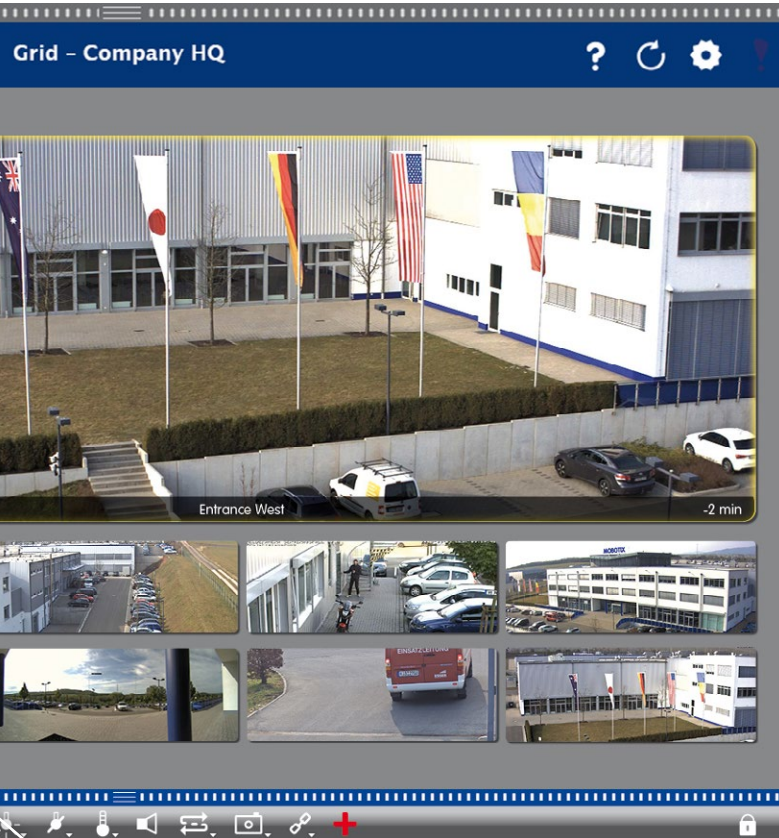 Grid – Company HQ
Entrance West
-2 min
MOBOTIX
EINSATZLEITUNG